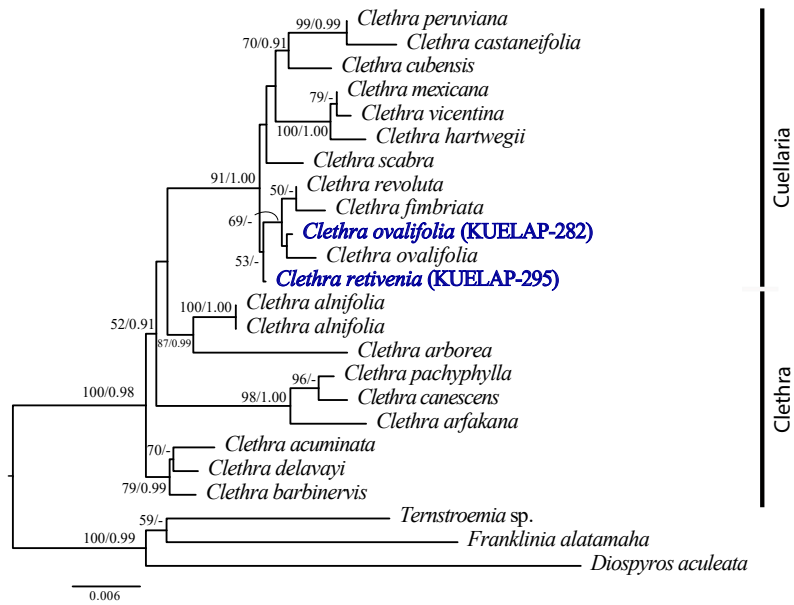 Clethra peruviana
99/0.99
Clethra castaneifolia
70/0.91
Clethra cubensis
Clethra mexicana
79/-
Clethra vicentina
100/1.00
Clethra hartwegii
Clethra scabra
91/1.00
Clethra revoluta
50/-
Clethra fimbriata
69/-
Clethra ovalifolia (KUELAP-282)
Clethra ovalifolia
53/-
Clethra retivenia (KUELAP-295)
Cuellaria
Clethra alnifolia
100/1.00
Clethra alnifolia
52/0.91
87/0.99
Clethra arborea
Clethra pachyphylla
96/-
Clethra canescens
98/1.00
100/0.98
Clethra arfakana
Clethra acuminata
70/-
Clethra delavayi
79/0.99
Clethra barbinervis
Clethra
Ternstroemia sp.
59/-
100/0.99
Franklinia alatamaha
Diospyros aculeata
0.006